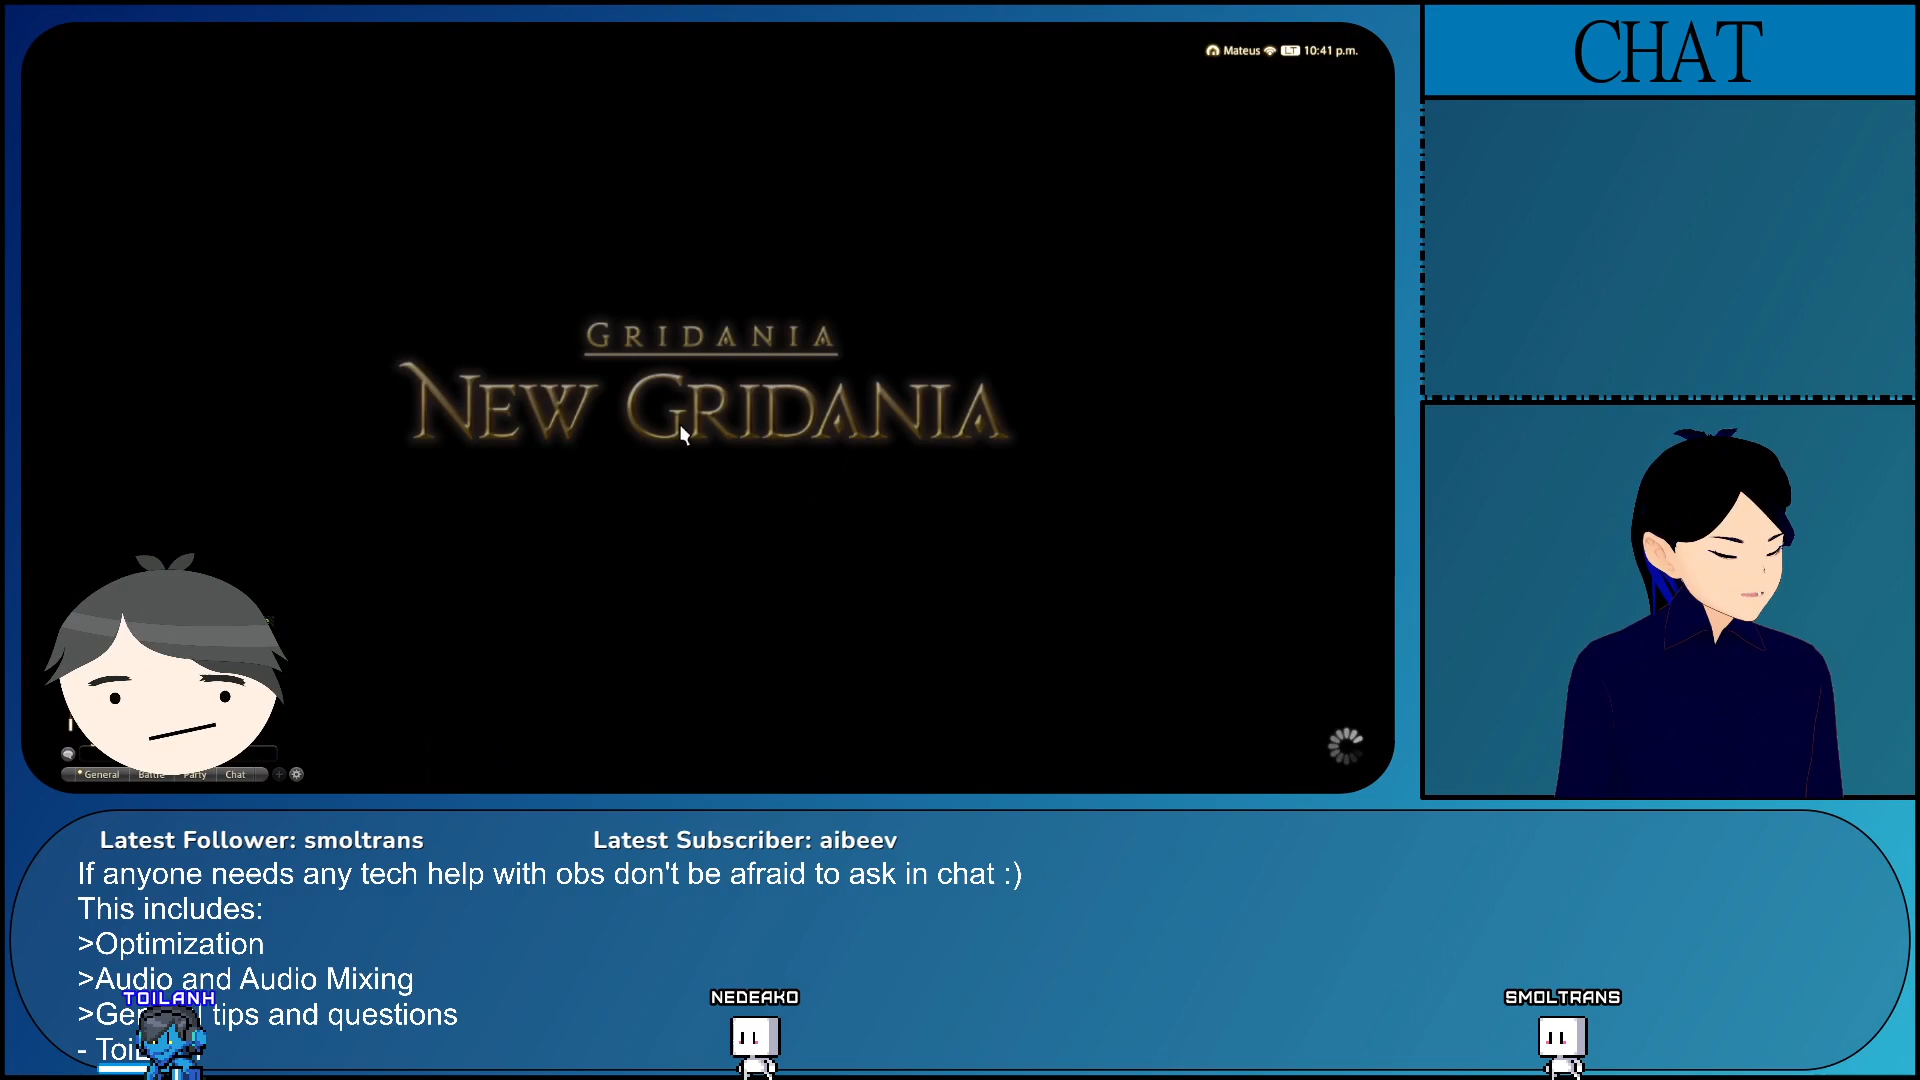 CHAT
Mateus LT 10:41 p.m.
GRIDANIA
NEW GRIDANIA
General Battle Party Chat
Latest Follower: smoltrans Latest Subscriber: aibeev
If anyone needs any tech help with obs don't be afraid to ask in chat :)
This includes:
>Optimization
>Audio and Audio Mixing
TOILANH NEDEAKO SMOLTRANS
tips and questions